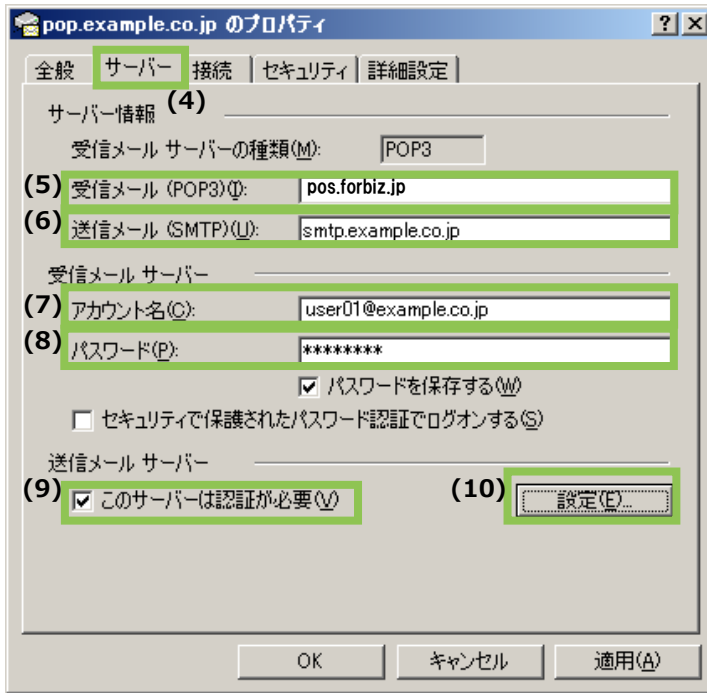 pop.example.co.jp のプロパティ
全般 サーバー 接続 セキュリティ 詳細設定
(4)
サーバー情報
受信メール サーバーの種類(M): POP3
(5) 受信メール (POP3)(I): pos.forbiz.jp
(6) 送信メール (SMTP)(U): smtp.example.co.jp
受信メール サーバー
(7) アカウント名(C): user01@example.co.jp
(8) パスワード(P): ********
パスワードを保存する(W)
セキュリティで保護されたパスワード認証でログオンする(S)
送信メール サーバー
(9) このサーバーは認証が必要(V) (10) 設定(E)...
OK キャンセル 適用(A)